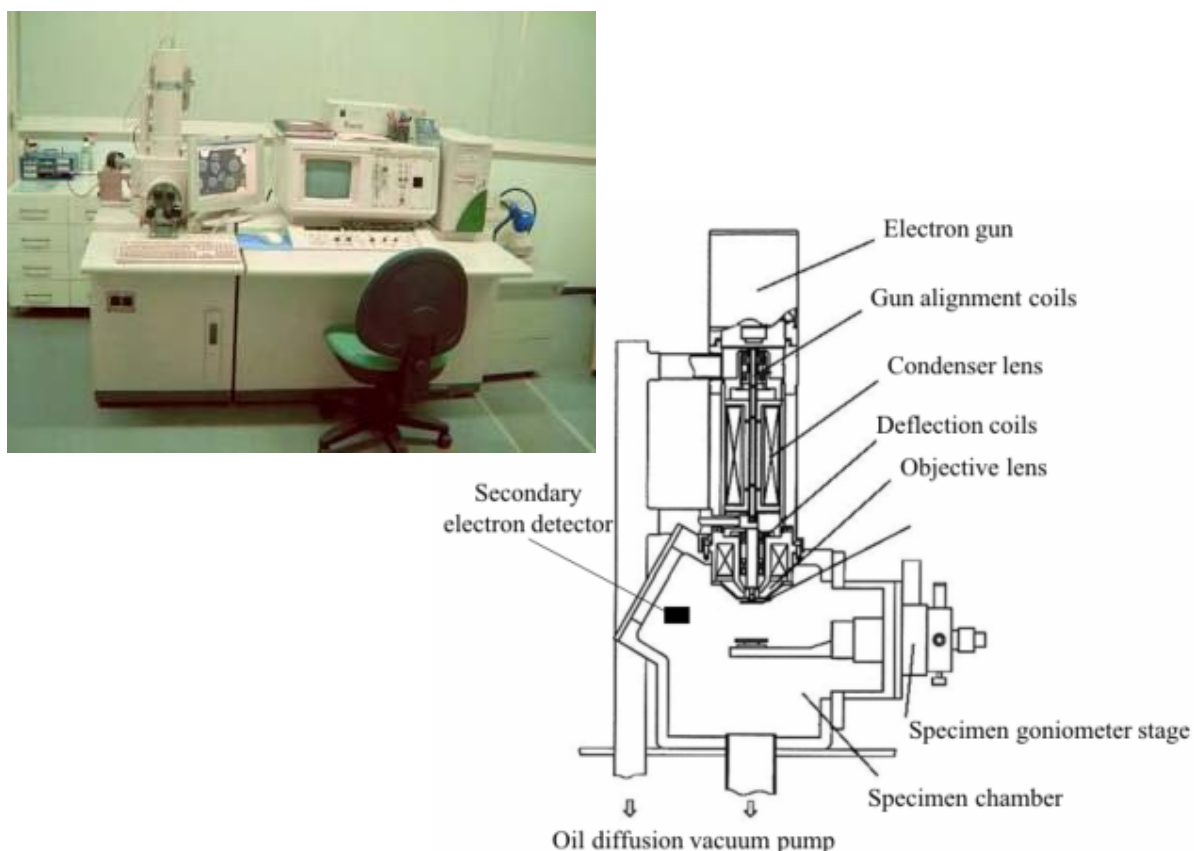 Electron gun
Gun alignment coils
Condenser lens
Deflection coils
Objective lens
Secondary
electron detector
Specimen goniometer stage
Specimen chamber
Oil diffusion vacuum pump